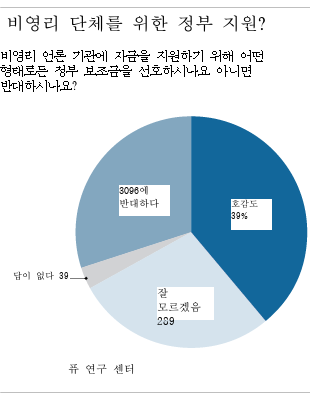 비영리 단체를 위한 정부 지원?
비영리 언론 기관에 자금을 지원하기 위해 어떤
형태로든 정부 보조금을 선호하시나요 아니면
반대하시나요?
3096에
반대하다
호감도
39%
답이 없다 39
잘
모르겠음
289
퓨 연구 센터